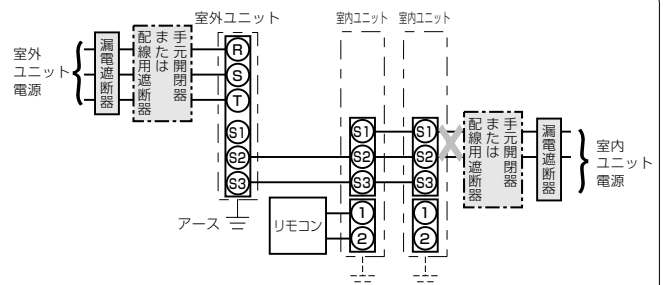 室外ユニット
室内ユニット
室内ユニット
室外
ユニット
電源
漏電遮断器
手元開閉器
または
配線用遮断器
R
S
T
S1
S2
S3
アース
リモコン
S1
S2
S3
1
2
S1
S2
S3
1
2
手元開閉器
または
配線用遮断器
漏電遮断器
室内
ユニット
電源